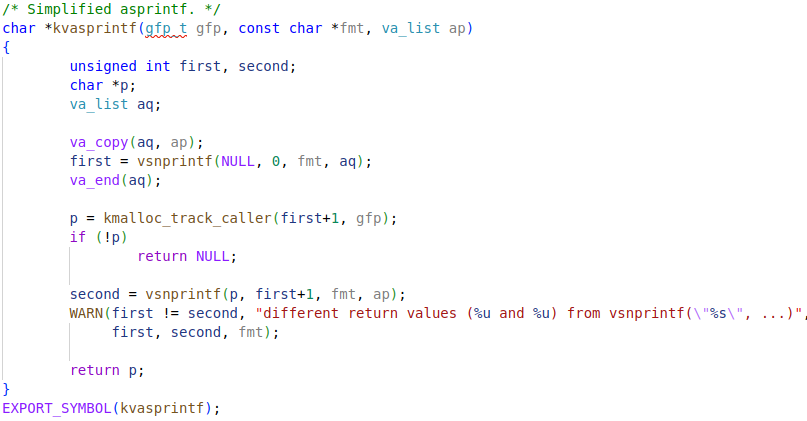 /* Simplified asprintf. */
char *kvasprintf(gfp_t gfp, const char *fmt, va_list ap)
{
        unsigned int first, second;
        char *p;
        va_list aq;

        va_copy(aq, ap);
        first = vsnprintf(NULL, 0, fmt, aq);
        va_end(aq);

        p = kmalloc_track_caller(first+1, gfp);
        if (!p)
                return NULL;

        second = vsnprintf(p, first+1, fmt, ap);
        WARN(first != second, "different return values (%u and %u) from vsnprintf(\"%s\", ...)",
             first, second, fmt);

        return p;
}
EXPORT_SYMBOL(kvasprintf);